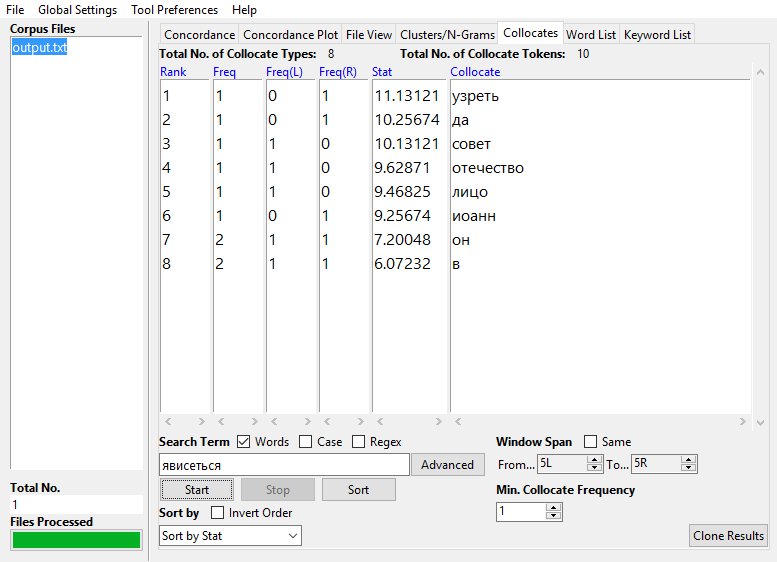 File Global Settings Tool Preferences Help
Corpus Files
output.txt
Total No.
1
Files Processed
Concordance Concordance Plot File View Clusters/N-Grams Collocates Word List Keyword List
Total No. of Collocate Types: 8 Total No. of Collocate Tokens: 10
Rank Freq Freq(L) Freq(R) Stat Collocate
1 1 0 1 11.13121 узреть
2 1 0 1 10.25674 да
3 1 1 0 10.13121 совет
4 1 1 0 9.62871 отечество
5 1 1 0 9.46825 лицо
6 1 0 1 9.25674 иоанн
7 2 1 1 7.20048 он
8 2 1 1 6.07232 в
Search Term Words Case Regex
явисеться Advanced
Start Stop Sort
Sort by Invert Order
Sort by Stat
Window Span Same
From... 5L To... 5R
Min. Collocate Frequency
1
Clone Results